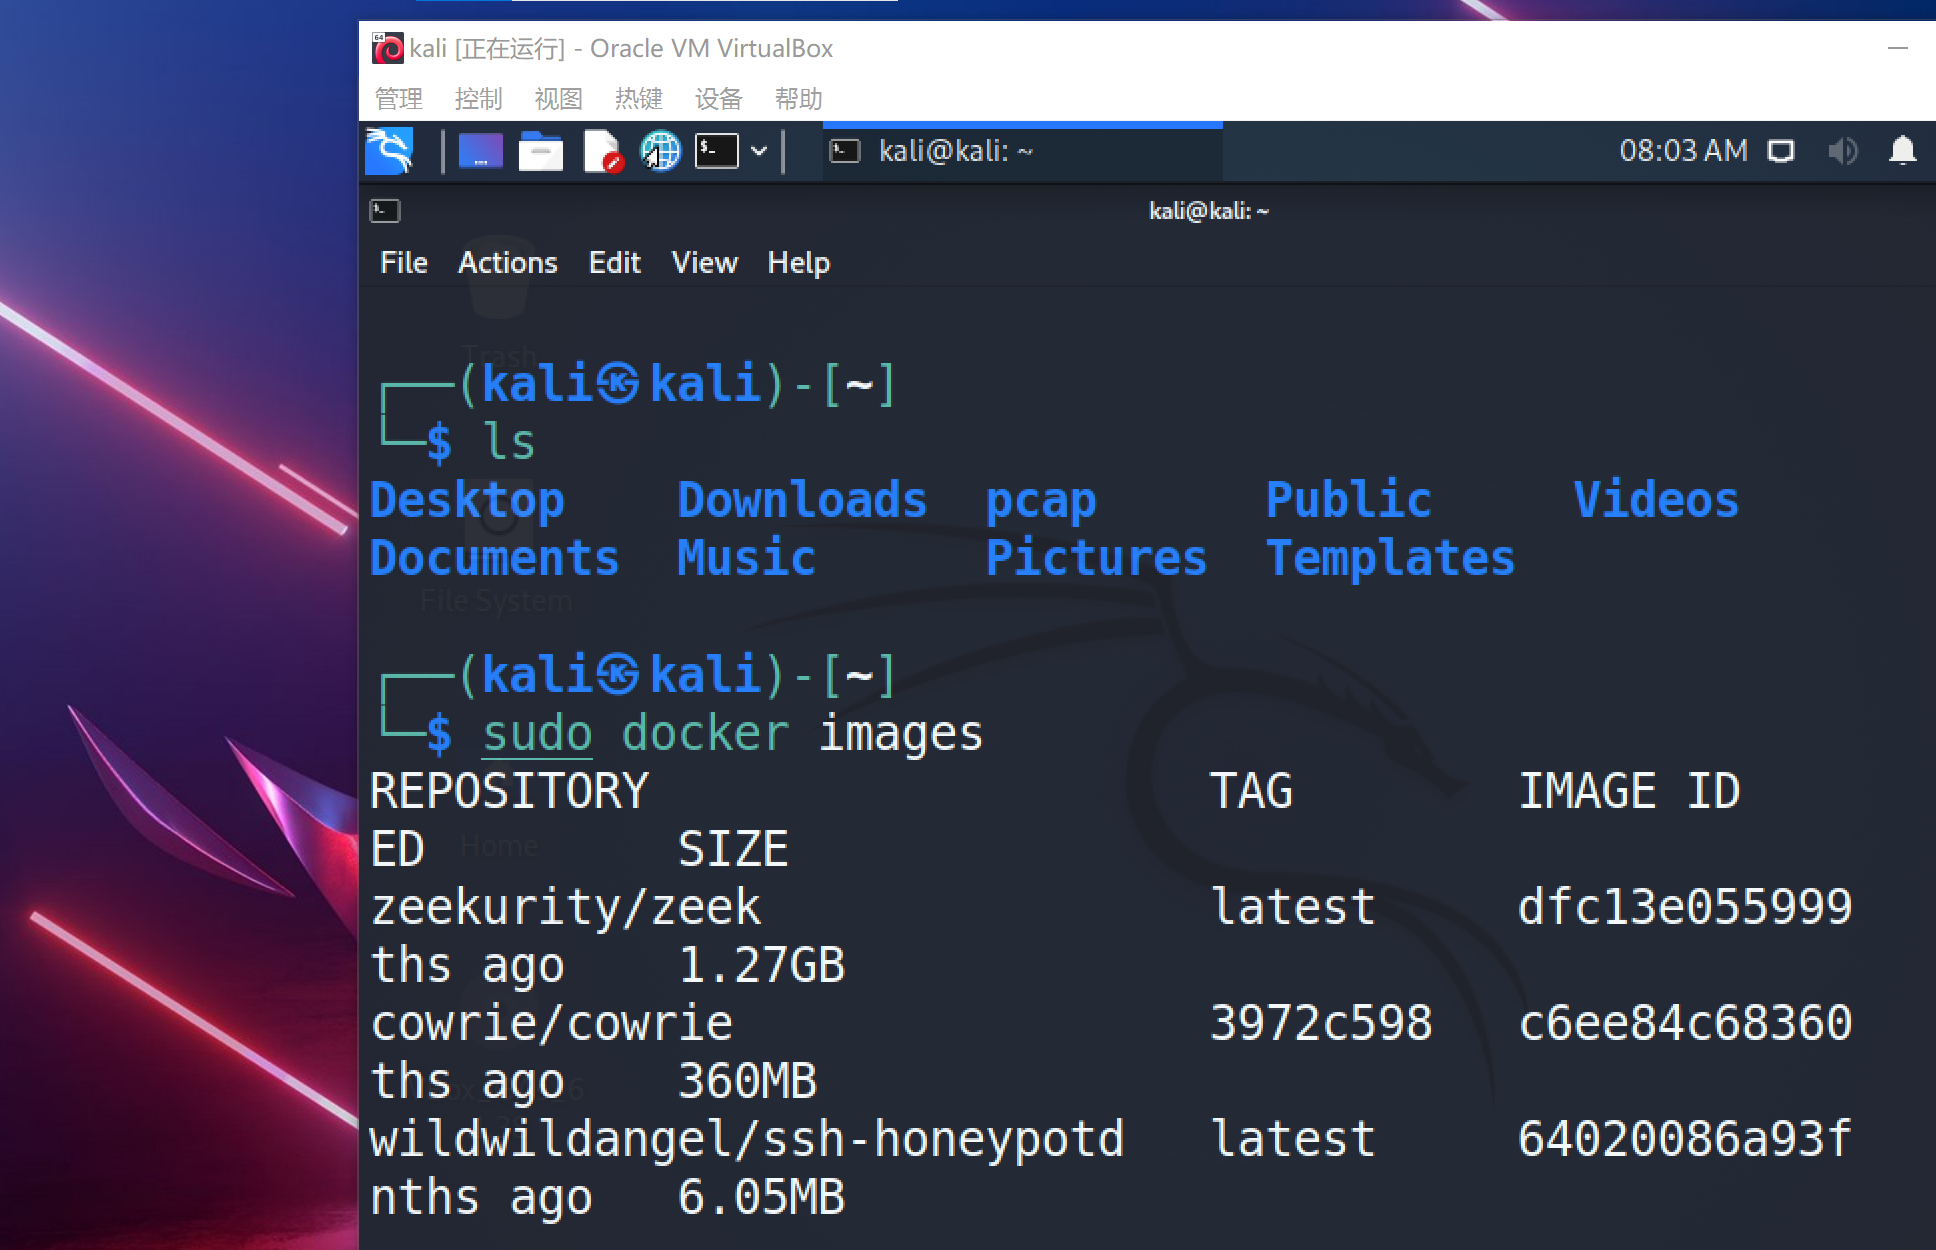 kali [正在运行] - Oracle VM VirtualBox
管理 控制 视图 热键 设备 帮助
kali@kali: ~ 08:03 AM
kali@kali: ~
File Actions Edit View Help
Trash
┌──(kali㉿kali)-[~]
└─$ ls
Desktop Downloads pcap Public Videos
Documents Music Pictures Templates
File System
┌──(kali㉿kali)-[~]
└─$ sudo docker images
REPOSITORY TAG IMAGE ID
ED SIZE
Home
zeekurity/zeek latest dfc13e055999
ths ago 1.27GB
cowrie/cowrie 3972c598 c6ee84c68360
ths ago 360MB
wildwildangel/ssh-honeypotd latest 64020086a93f
nths ago 6.05MB